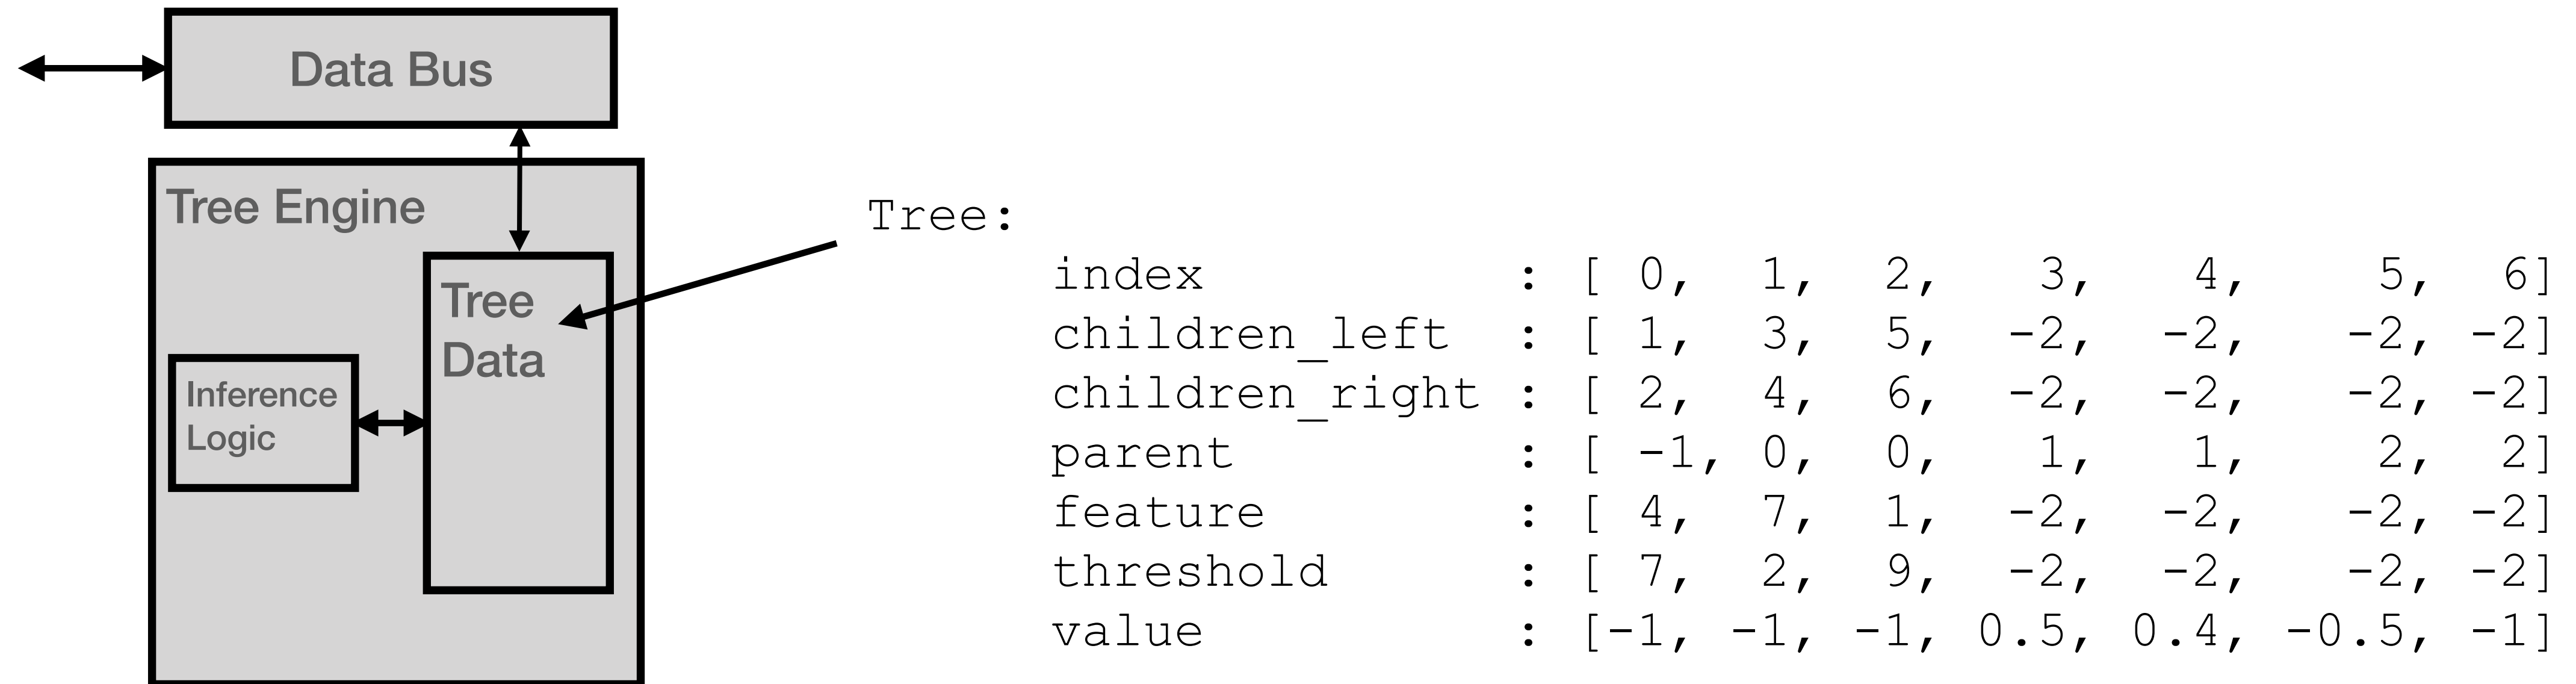 Data Bus
Tree Engine
Tree
Data
Inference
Logic
Tree:
index : [ 0, 1, 2, 3, 4, 5, 6]
children_left : [ 1, 3, 5, -2, -2, -2, -2]
children_right : [ 2, 4, 6, -2, -2, -2, -2]
parent : [ -1, 0, 0, 1, 1, 2, 2]
feature : [ 4, 7, 1, -2, -2, -2, -2]
threshold : [ 7, 2, 9, -2, -2, -2, -2]
value : [-1, -1, -1, 0.5, 0.4, -0.5, -1]